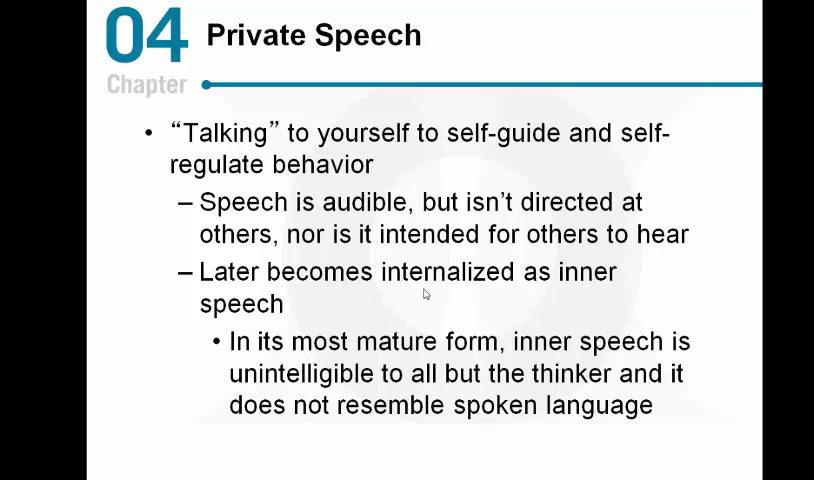 04 Private Speech
Chapter
• “Talking” to yourself to self-guide and self-
regulate behavior
– Speech is audible, but isn’t directed at
others, nor is it intended for others to hear
– Later becomes internalized as inner
speech
• In its most mature form, inner speech is
unintelligible to all but the thinker and it
does not resemble spoken language